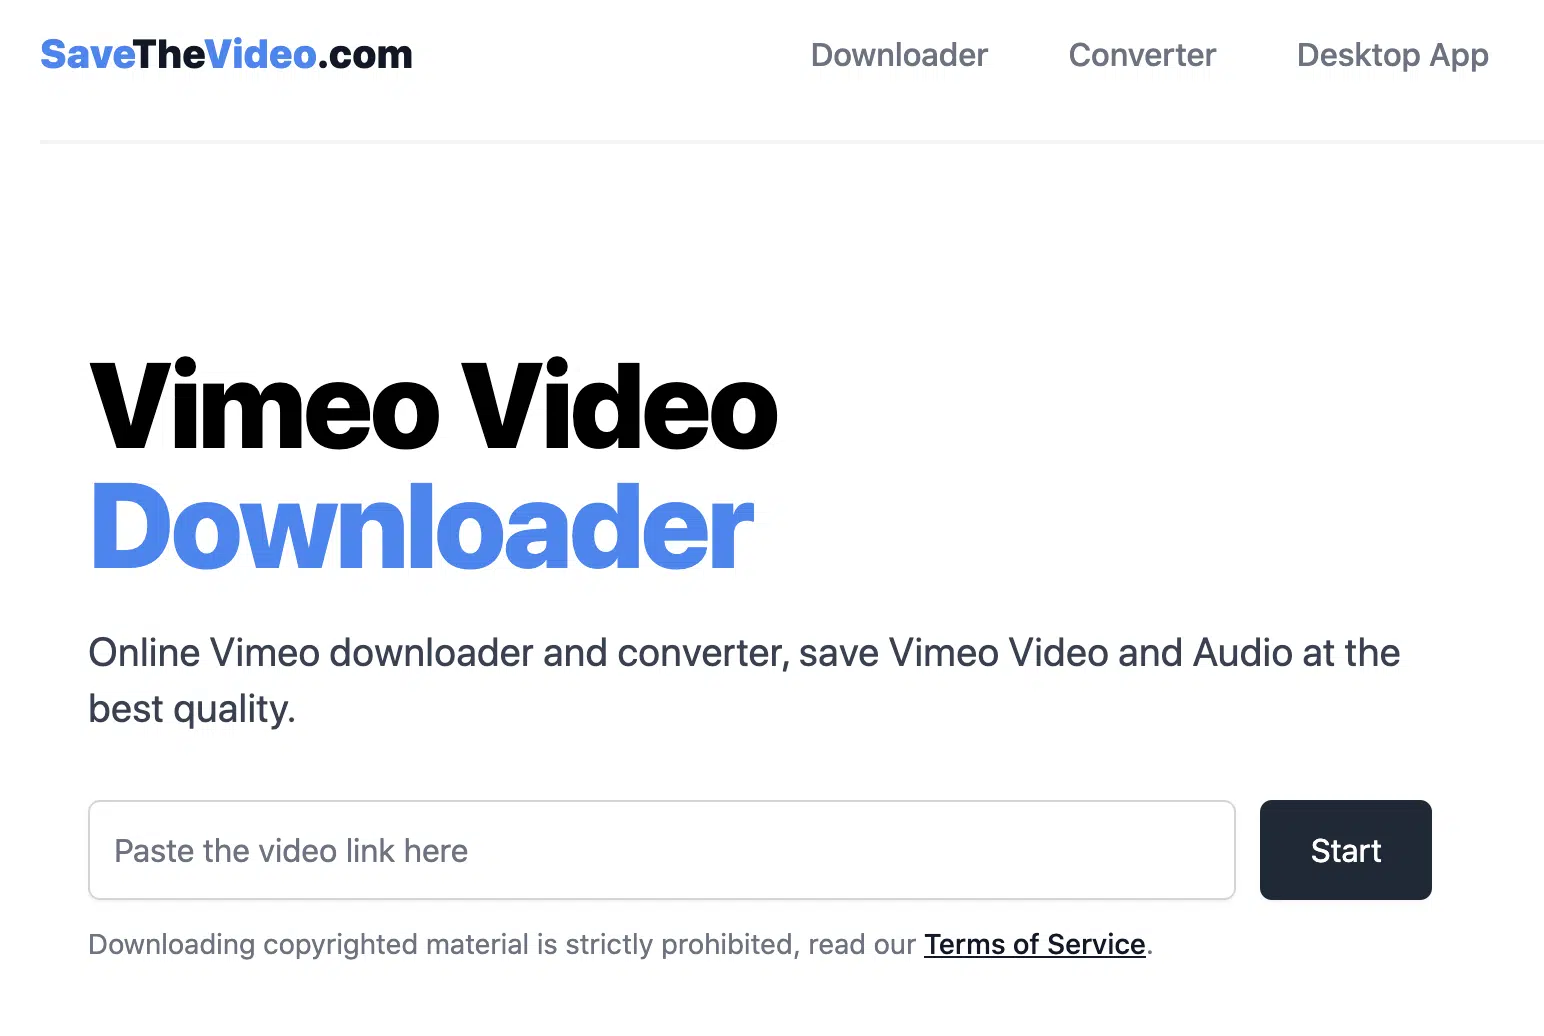 SaveTheVideo.com
Downloader
Converter
Desktop App
Vimeo Video
Downloader
Online Vimeo downloader and converter, save Vimeo Video and Audio at the
best quality.
Paste the video link here
Start
Downloading copyrighted material is strictly prohibited, read our Terms of Service.